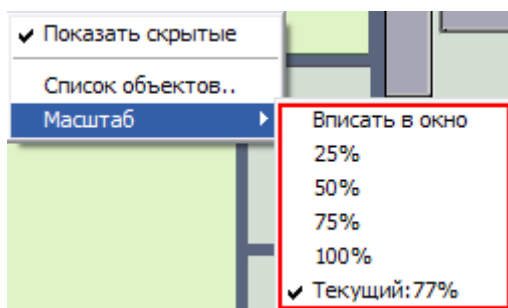 Показать скрытые
Список объектов..
Масштаб
Вписать в окно
25%
50%
75%
100%
Текущий:77%